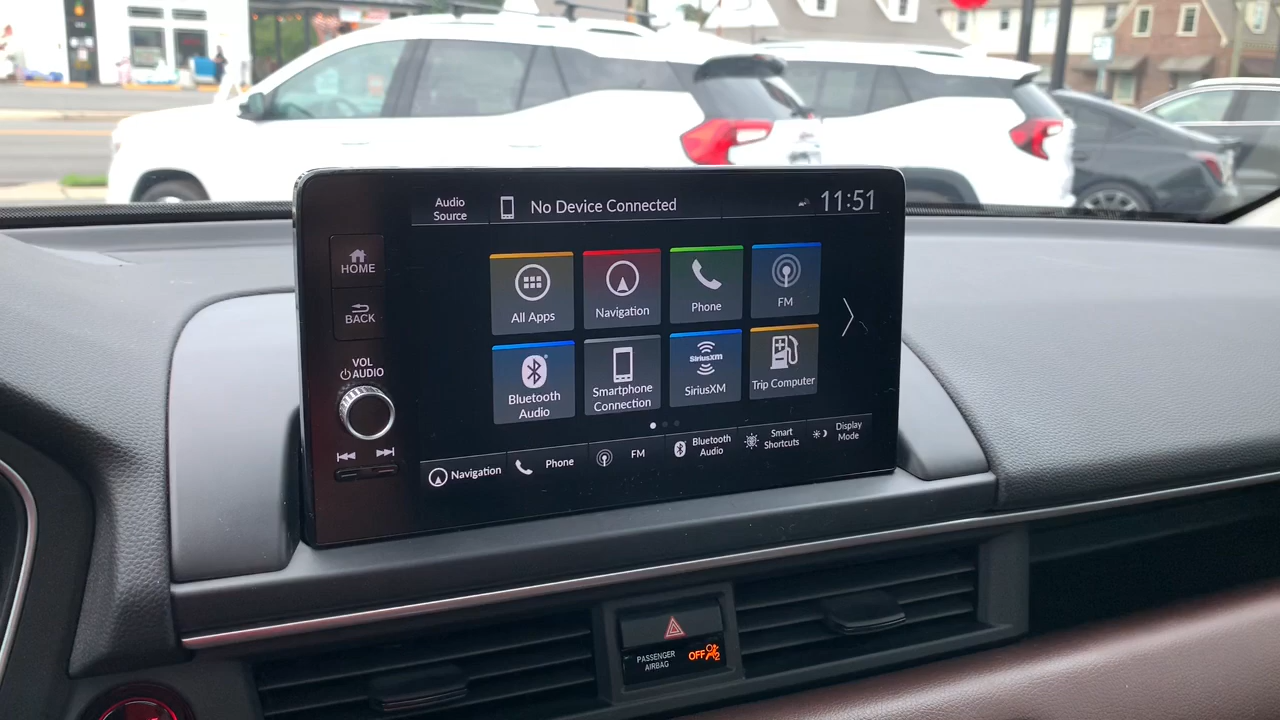 Audio
Source
No Device Connected
11:51
HOME
BACK
VOL
AUDIO
All Apps
Navigation
Phone
FM
Bluetooth
Audio
Smartphone
Connection
SiriusXM
SiriusXM
Trip Computer
Navigation
Phone
FM
Bluetooth
Audio
Smart
Shortcuts
Display
Mode
PASSENGER
AIRBAG
OFF
2